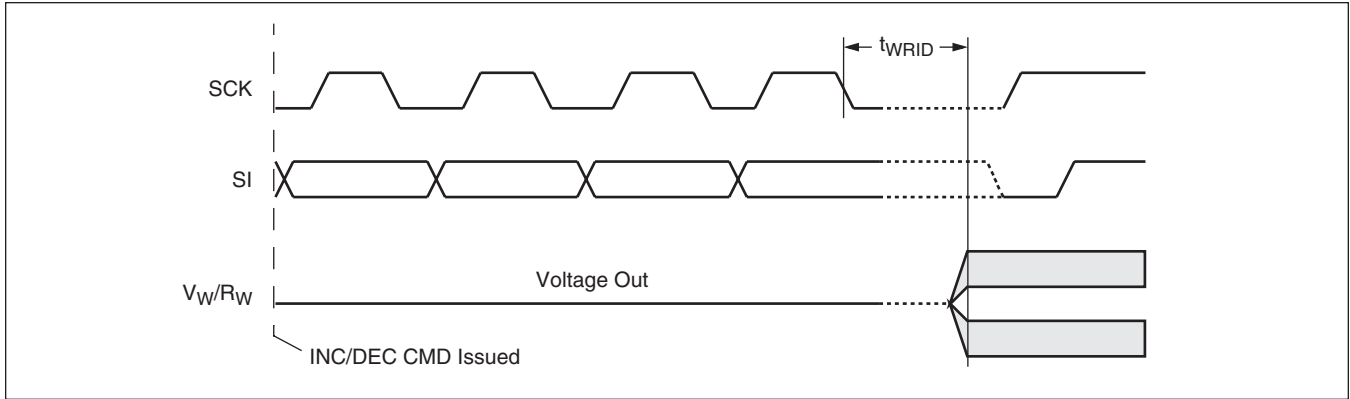 tWRID
SCK
SI
Voltage Out
VW/RW
INC/DEC CMD Issued